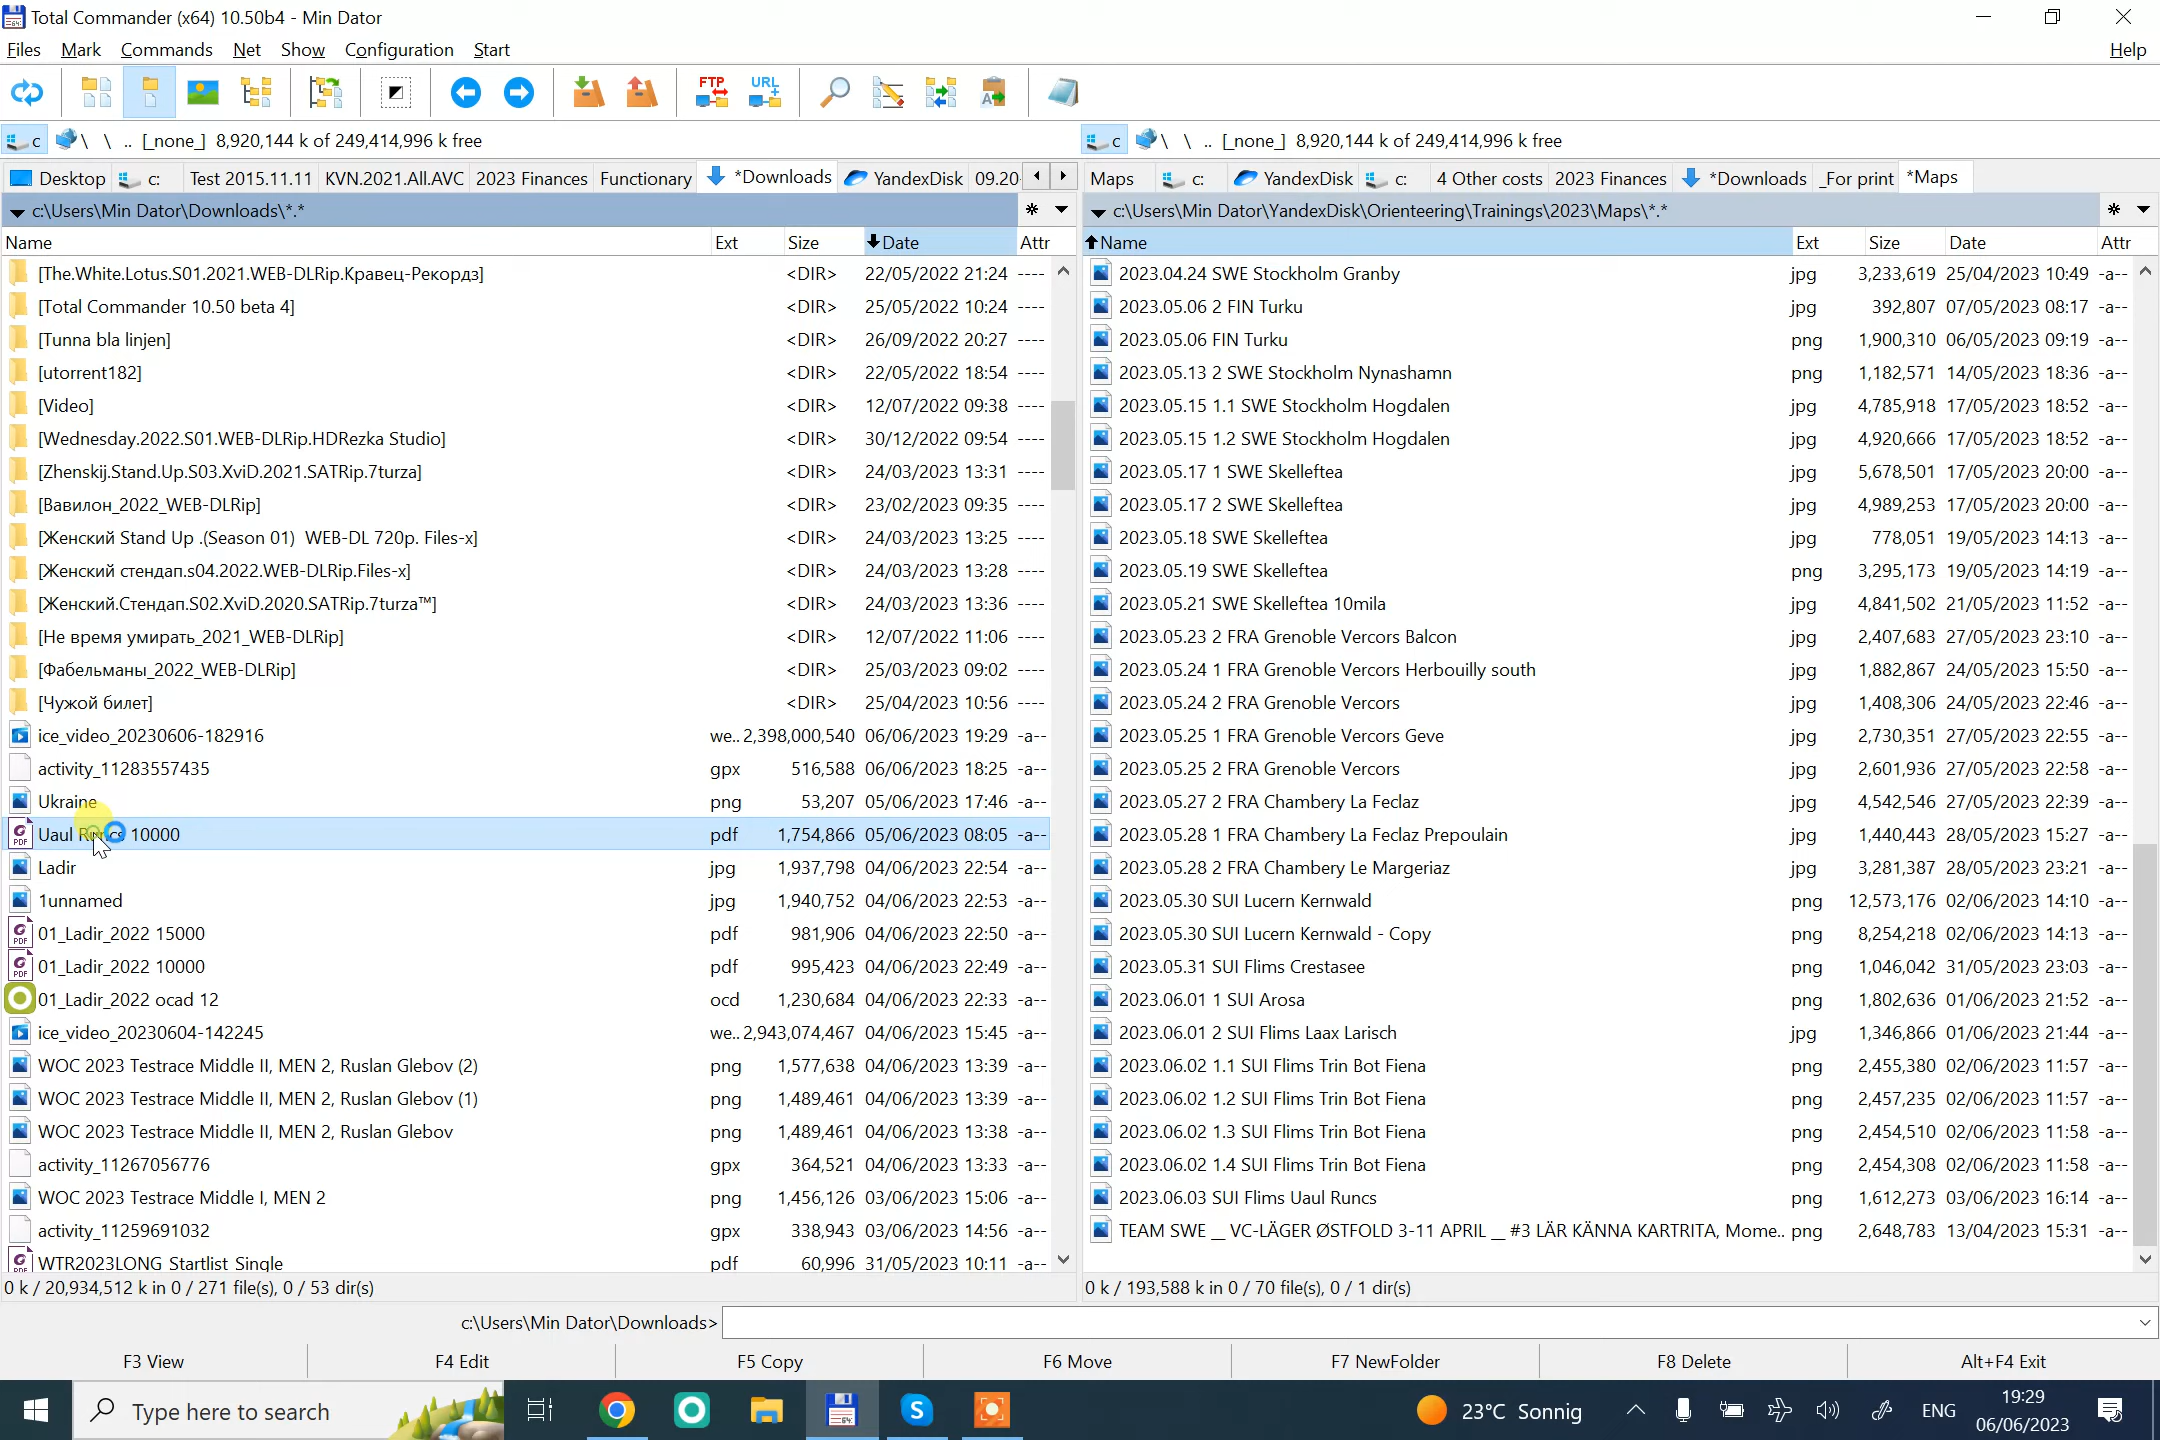 Total Commander (x64) 10.50b4 - Min Dator
Files Mark Commands Net Show Configuration Start Help
FTP URL
c \ \ .. [_none_] 8,920,144 k of 249,414,996 k free
Desktop c: Test 2015.11.11 KVN.2021.All.AVC 2023 Finances Functionary *Downloads YandexDisk 09.20
c:\Users\Min Dator\Downloads\*.* * 
Name Ext Size Date Attr
[The.White.Lotus.S01.2021.WEB-DLRip.Кравец-Рекордз] <DIR> 22/05/2022 21:24 ----
[Total Commander 10.50 beta 4] <DIR> 25/05/2022 10:24 ----
[Tunna bla linjen] <DIR> 26/09/2022 20:27 ----
[utorrent182] <DIR> 22/05/2022 18:54 ----
[Video] <DIR> 12/07/2022 09:38 ----
[Wednesday.2022.S01.WEB-DLRip.HDRezka Studio] <DIR> 30/12/2022 09:54 ----
[Zhenskij.Stand.Up.S03.XviD.2021.SATRip.7turza] <DIR> 24/03/2023 13:31 ----
[Вавилон_2022_WEB-DLRip] <DIR> 23/02/2023 09:35 ----
[Женский Stand Up .(Season 01) WEB-DL 720p. Files-x] <DIR> 24/03/2023 13:25 ----
[Женский стендап.s04.2022.WEB-DLRip.Files-x] <DIR> 24/03/2023 13:28 ----
[Женский.Стендап.S02.XviD.2020.SATRip.7turza™] <DIR> 24/03/2023 13:36 ----
[Не время умирать_2021_WEB-DLRip] <DIR> 12/07/2022 11:06 ----
[Фабельманы_2022_WEB-DLRip] <DIR> 25/03/2023 09:02 ----
[Чужой билет] <DIR> 25/04/2023 10:56 ----
ice_video_20230606-182916 we.. 2,398,000,540 06/06/2023 19:29 -a--
activity_11283557435 gpx 516,588 06/06/2023 18:25 -a--
Ukraine png 53,207 05/06/2023 17:46 -a--
Uaul Runcs 10000 pdf 1,754,866 05/06/2023 08:05 -a--
Ladir jpg 1,937,798 04/06/2023 22:54 -a--
1unnamed jpg 1,940,752 04/06/2023 22:53 -a--
01_Ladir_2022 15000 pdf 981,906 04/06/2023 22:50 -a--
01_Ladir_2022 10000 pdf 995,423 04/06/2023 22:49 -a--
01_Ladir_2022 ocad 12 ocd 1,230,684 04/06/2023 22:33 -a--
ice_video_20230604-142245 we.. 2,943,074,467 04/06/2023 15:45 -a--
WOC 2023 Testrace Middle II, MEN 2, Ruslan Glebov (2) png 1,577,638 04/06/2023 13:39 -a--
WOC 2023 Testrace Middle II, MEN 2, Ruslan Glebov (1) png 1,489,461 04/06/2023 13:39 -a--
WOC 2023 Testrace Middle II, MEN 2, Ruslan Glebov png 1,489,461 04/06/2023 13:38 -a--
activity_11267056776 gpx 364,521 04/06/2023 13:33 -a--
WOC 2023 Testrace Middle I, MEN 2 png 1,456,126 03/06/2023 15:06 -a--
activity_11259691032 gpx 338,943 03/06/2023 14:56 -a--
WTR2023LONG Startlist Single pdf 60,996 31/05/2023 10:11 -a--
0 k / 20,934,512 k in 0 / 271 file(s), 0 / 53 dir(s)
c \ \ .. [_none_] 8,920,144 k of 249,414,996 k free
Maps c: YandexDisk c: 4 Other costs 2023 Finances *Downloads _For print *Maps
c:\Users\Min Dator\YandexDisk\Orienteering\Trainings\2023\Maps\*.* *
Name Ext Size Date Attr
2023.04.24 SWE Stockholm Granby jpg 3,233,619 25/04/2023 10:49 -a--
2023.05.06 2 FIN Turku jpg 392,807 07/05/2023 08:17 -a--
2023.05.06 FIN Turku png 1,900,310 06/05/2023 09:19 -a--
2023.05.13 2 SWE Stockholm Nynashamn png 1,182,571 14/05/2023 18:36 -a--
2023.05.15 1.1 SWE Stockholm Hogdalen jpg 4,785,918 17/05/2023 18:52 -a--
2023.05.15 1.2 SWE Stockholm Hogdalen jpg 4,920,666 17/05/2023 18:52 -a--
2023.05.17 1 SWE Skelleftea jpg 5,678,501 17/05/2023 20:00 -a--
2023.05.17 2 SWE Skelleftea jpg 4,989,253 17/05/2023 20:00 -a--
2023.05.18 SWE Skelleftea jpg 778,051 19/05/2023 14:13 -a--
2023.05.19 SWE Skelleftea png 3,295,173 19/05/2023 14:19 -a--
2023.05.21 SWE Skelleftea 10mila jpg 4,841,502 21/05/2023 11:52 -a--
2023.05.23 2 FRA Grenoble Vercors Balcon jpg 2,407,683 27/05/2023 23:10 -a--
2023.05.24 1 FRA Grenoble Vercors Herbouilly south jpg 1,882,867 24/05/2023 15:50 -a--
2023.05.24 2 FRA Grenoble Vercors jpg 1,408,306 24/05/2023 22:46 -a--
2023.05.25 1 FRA Grenoble Vercors Geve jpg 2,730,351 27/05/2023 22:55 -a--
2023.05.25 2 FRA Grenoble Vercors jpg 2,601,936 27/05/2023 22:58 -a--
2023.05.27 2 FRA Chambery La Feclaz jpg 4,542,546 27/05/2023 22:39 -a--
2023.05.28 1 FRA Chambery La Feclaz Prepoulain jpg 1,440,443 28/05/2023 15:27 -a--
2023.05.28 2 FRA Chambery Le Margeriaz jpg 3,281,387 28/05/2023 23:21 -a--
2023.05.30 SUI Lucern Kernwald png 12,573,176 02/06/2023 14:10 -a--
2023.05.30 SUI Lucern Kernwald - Copy png 8,254,218 02/06/2023 14:13 -a--
2023.05.31 SUI Flims Crestasee png 1,046,042 31/05/2023 23:03 -a--
2023.06.01 1 SUI Arosa png 1,802,636 01/06/2023 21:52 -a--
2023.06.01 2 SUI Flims Laax Larisch jpg 1,346,866 01/06/2023 21:44 -a--
2023.06.02 1.1 SUI Flims Trin Bot Fiena png 2,455,380 02/06/2023 11:57 -a--
2023.06.02 1.2 SUI Flims Trin Bot Fiena png 2,457,235 02/06/2023 11:57 -a--
2023.06.02 1.3 SUI Flims Trin Bot Fiena png 2,454,510 02/06/2023 11:58 -a--
2023.06.02 1.4 SUI Flims Trin Bot Fiena png 2,454,308 02/06/2023 11:58 -a--
2023.06.03 SUI Flims Uaul Runcs png 1,612,273 03/06/2023 16:14 -a--
TEAM SWE __ VC-LÄGER ØSTFOLD 3-11 APRIL __ #3 LÄR KÄNNA KARTRITA, Mome.. png 2,648,783 13/04/2023 15:31 -a--
0 k / 193,588 k in 0 / 70 file(s), 0 / 1 dir(s)
c:\Users\Min Dator\Downloads>
F3 View F4 Edit F5 Copy F6 Move F7 NewFolder F8 Delete Alt+F4 Exit
Type here to search 23°C Sonnig ENG 19:29
06/06/2023